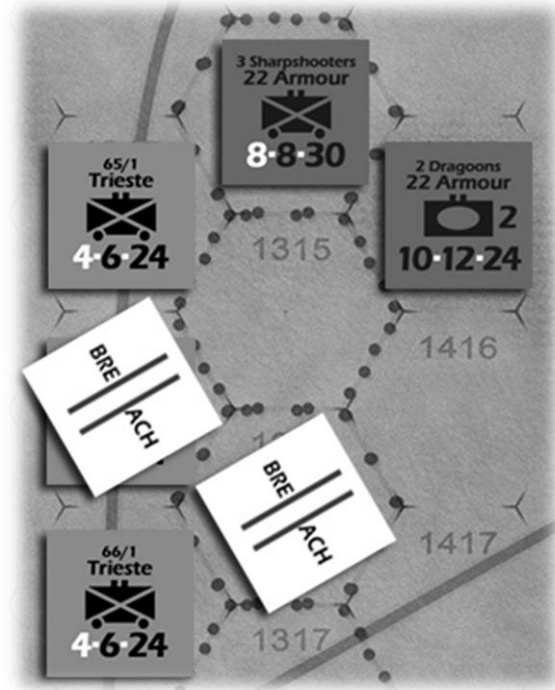 3 Sharpshooters
22 Armour
8-8-30
65/1
Trieste
4-6-24
2 Dragoons
22 Armour
2
10-12-24
1315
1416
BRE
ACH
BRE
ACH
1417
66/1
Trieste
4-6-24
1317